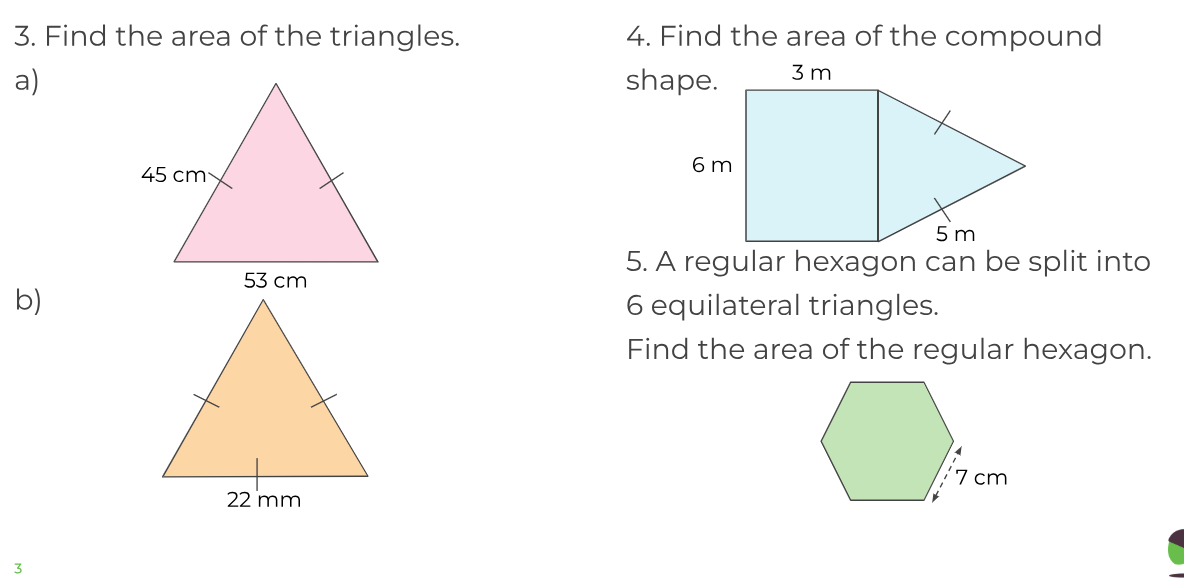 3. Find the area of the triangles.
a)
45 cm
53 cm
b)
22 mm
4. Find the area of the compound
shape.
3 m
6 m
5 m
5. A regular hexagon can be split into
6 equilateral triangles.
Find the area of the regular hexagon.
7 cm
3